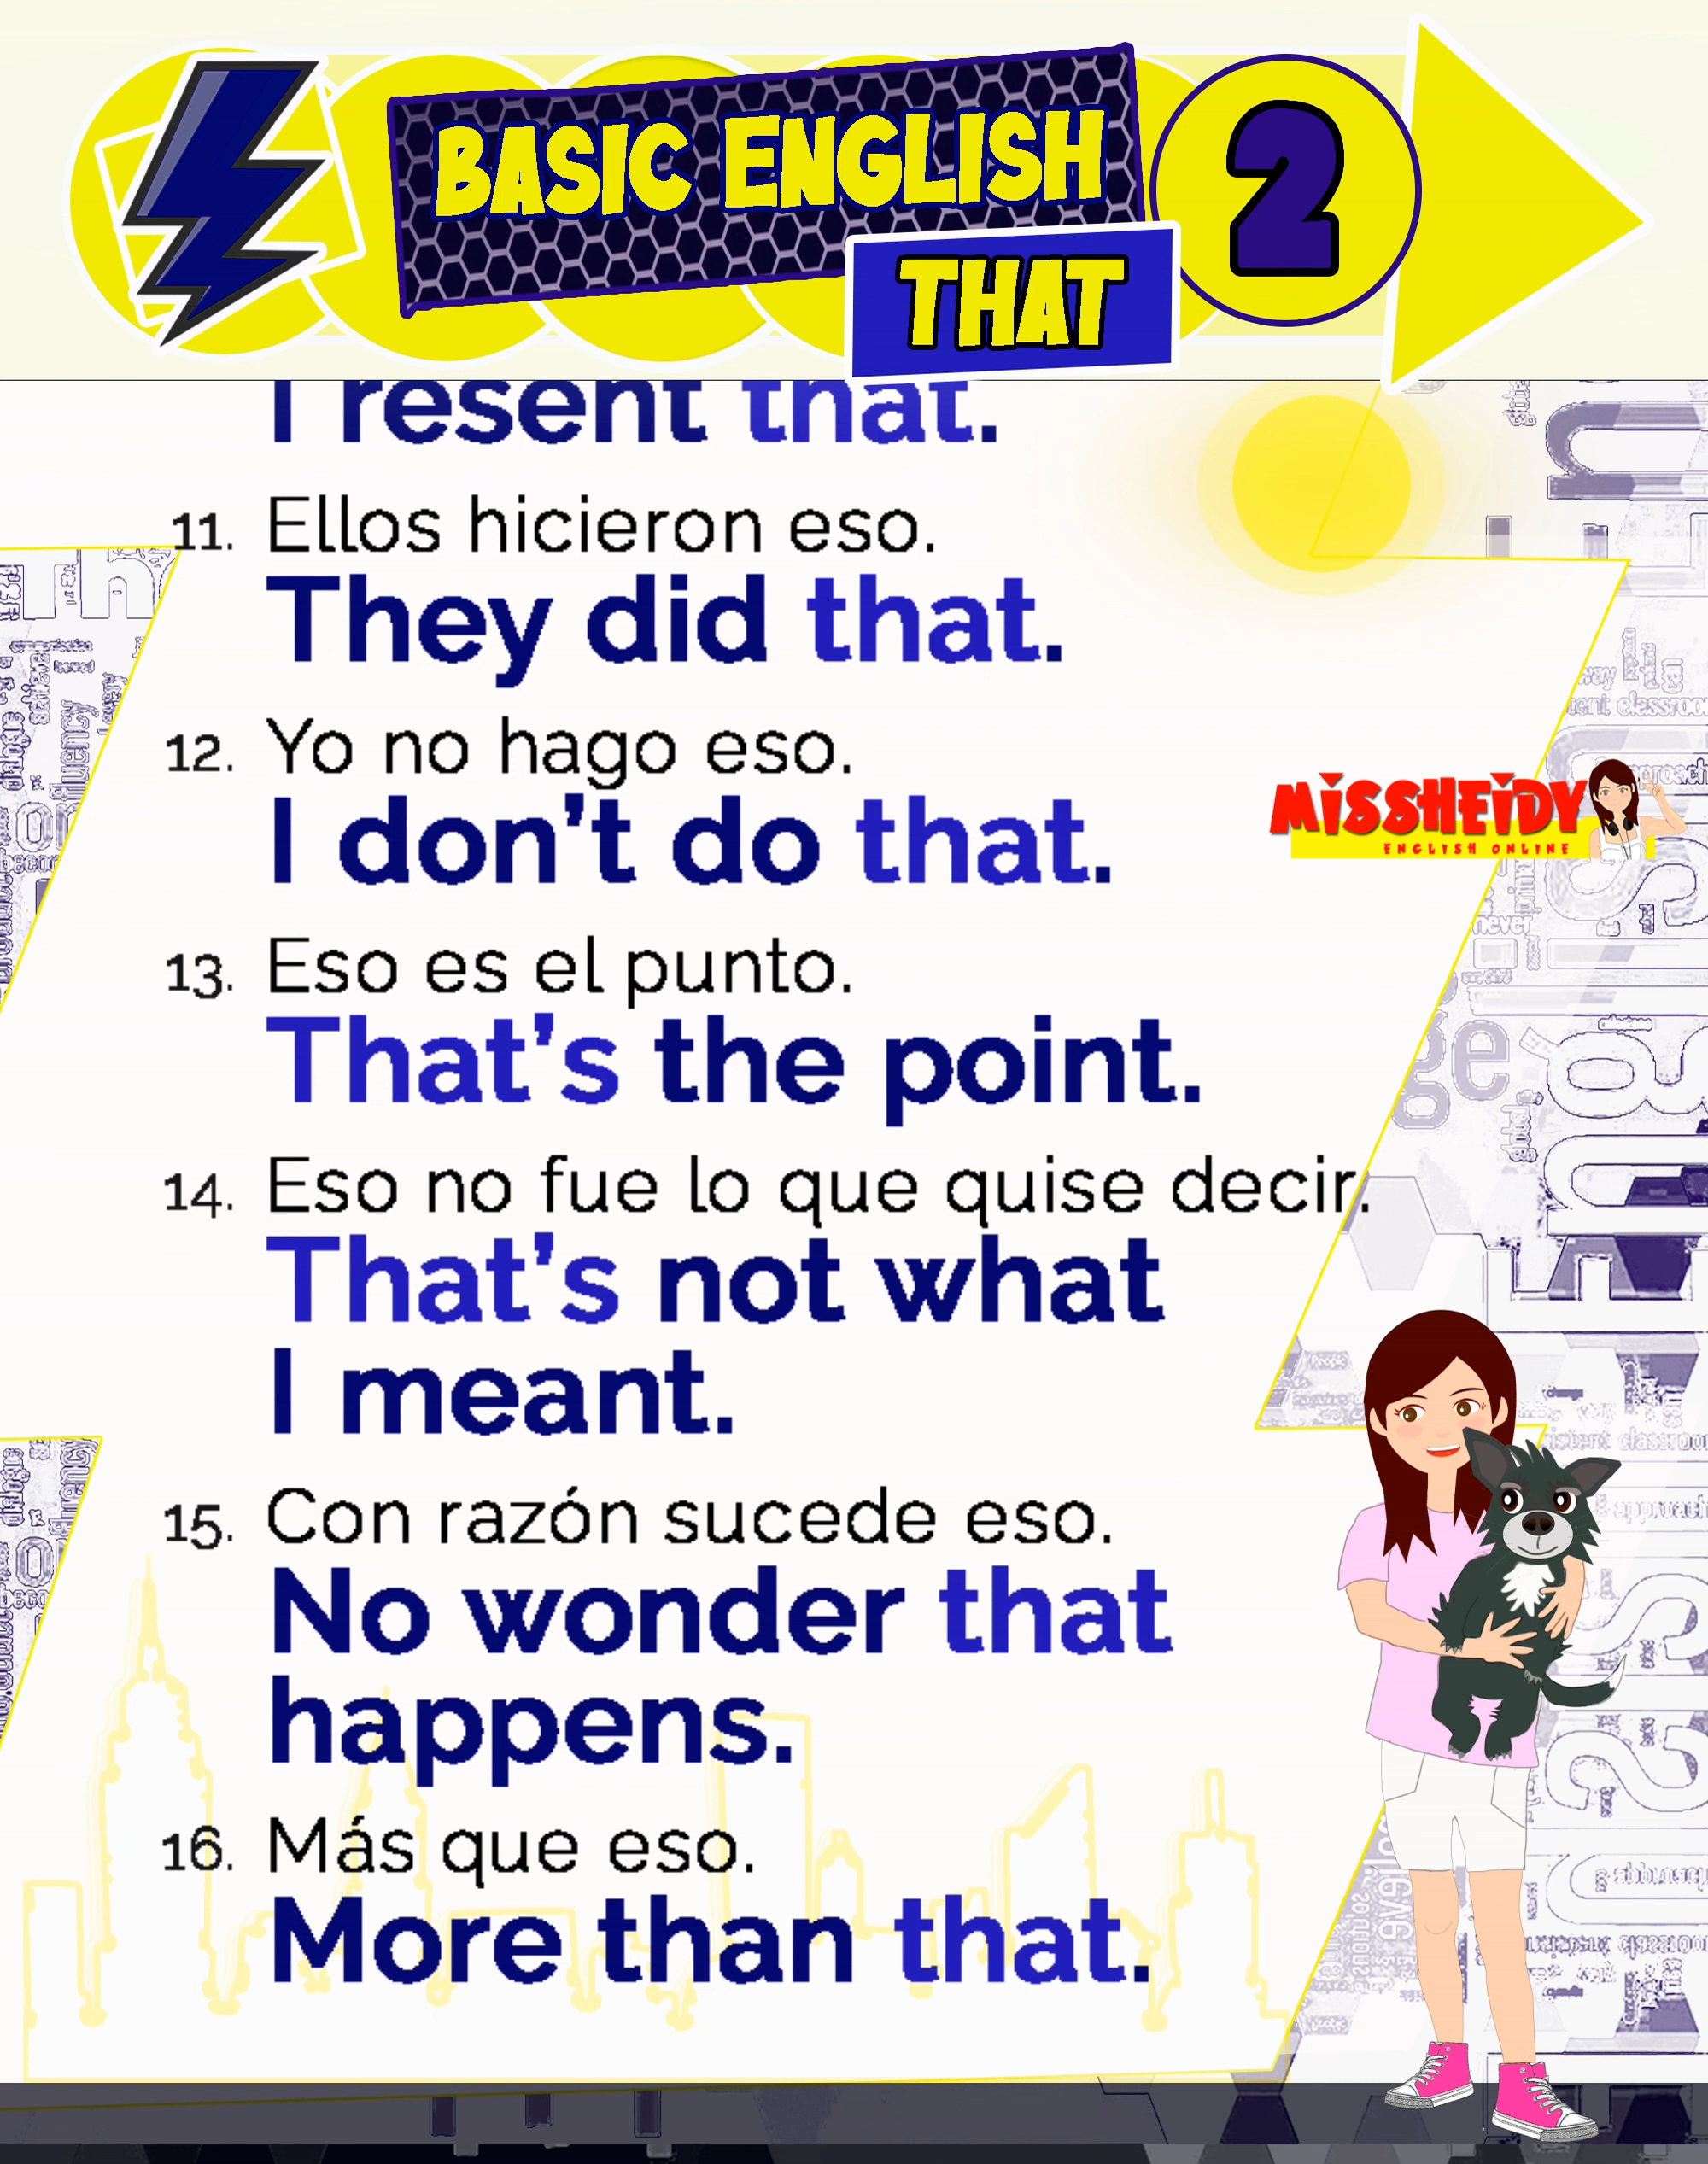 BASIC ENGLISH
2
THAT
I resent that.
11. Ellos hicieron eso.
They did that.
12. Yo no hago eso.
I don't do that.
MISSHEIDY
ENGLISH ONLINE
13. Eso es el punto.
That's the point.
14. Eso no fue lo que quise decir.
That's not what
I meant.
15. Con razón sucede eso.
No wonder that
happens.
16. Más que eso.
More than that.